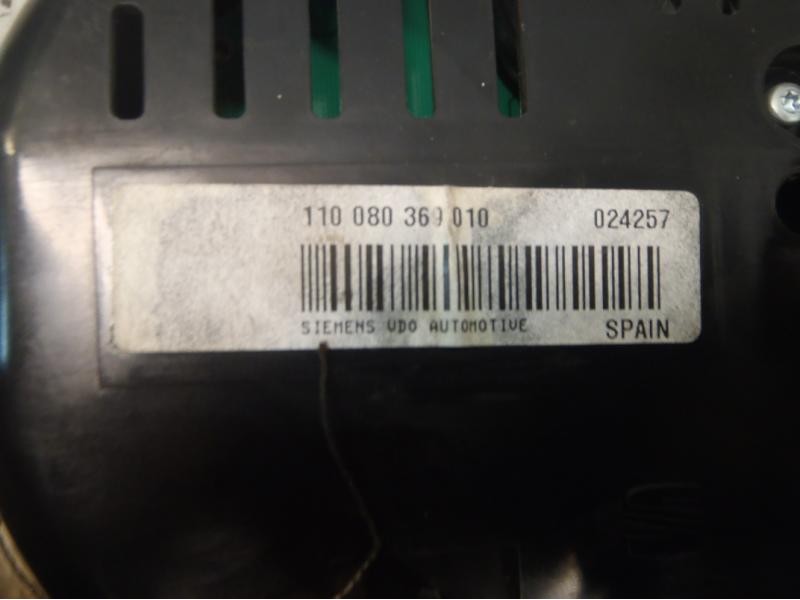 110 080 369 010 024257
SIEMENS VDO AUTOMOTIVE SPAIN